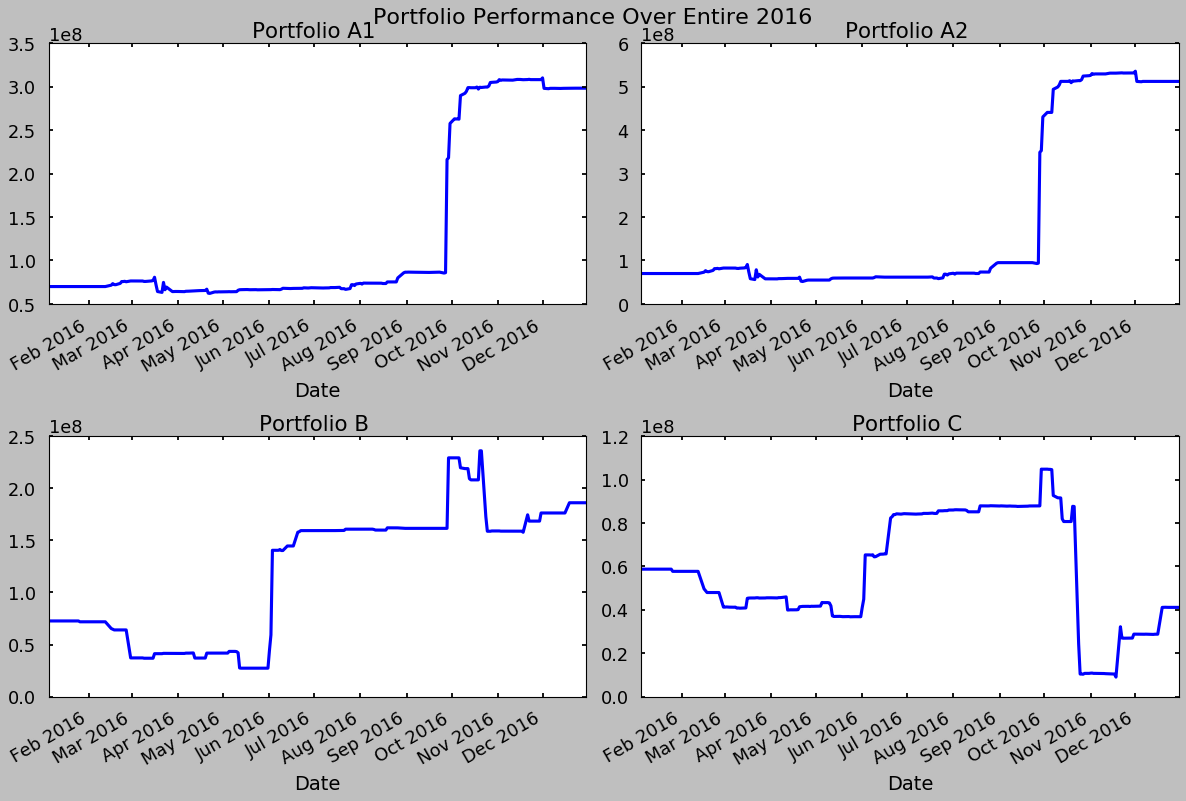 Portfolio Performance Over Entire 2016
Portfolio A1
1e8
3.5
3.0
2.5
2.0
1.5
1.0
0.5
Feb 2016
Mar 2016
Apr 2016
May 2016
Jun 2016
Jul 2016
Aug 2016
Sep 2016
Oct 2016
Nov 2016
Dec 2016
Date
Portfolio A2
1e8
6
5
4
3
2
1
0
Feb 2016
Mar 2016
Apr 2016
May 2016
Jun 2016
Jul 2016
Aug 2016
Sep 2016
Oct 2016
Nov 2016
Dec 2016
Date
Portfolio B
1e8
2.5
2.0
1.5
1.0
0.5
0.0
Feb 2016
Mar 2016
Apr 2016
May 2016
Jun 2016
Jul 2016
Aug 2016
Sep 2016
Oct 2016
Nov 2016
Dec 2016
Date
Portfolio C
1e8
1.2
1.0
0.8
0.6
0.4
0.2
0.0
Feb 2016
Mar 2016
Apr 2016
May 2016
Jun 2016
Jul 2016
Aug 2016
Sep 2016
Oct 2016
Nov 2016
Dec 2016
Date